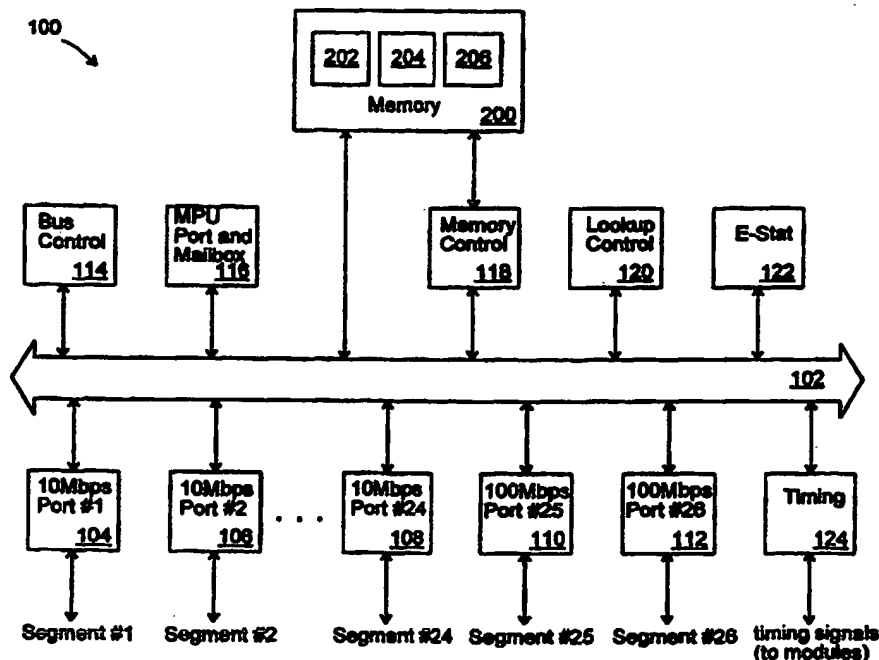 100
202 204 206
Memory
200
Bus
Control
114
MPU
Port and
Mailbox
116
Memory
Control
118
Lookup
Control
120
E-Stat
122
102
10Mbps
Port #1
104
10Mbps
Port #2
106
. . .
10Mbps
Port #24
108
100Mbps
Port #25
110
100Mbps
Port #26
112
Timing
124
Segment #1
Segment #2
Segment #24
Segment #25
Segment #26
timing signals
(to modules)